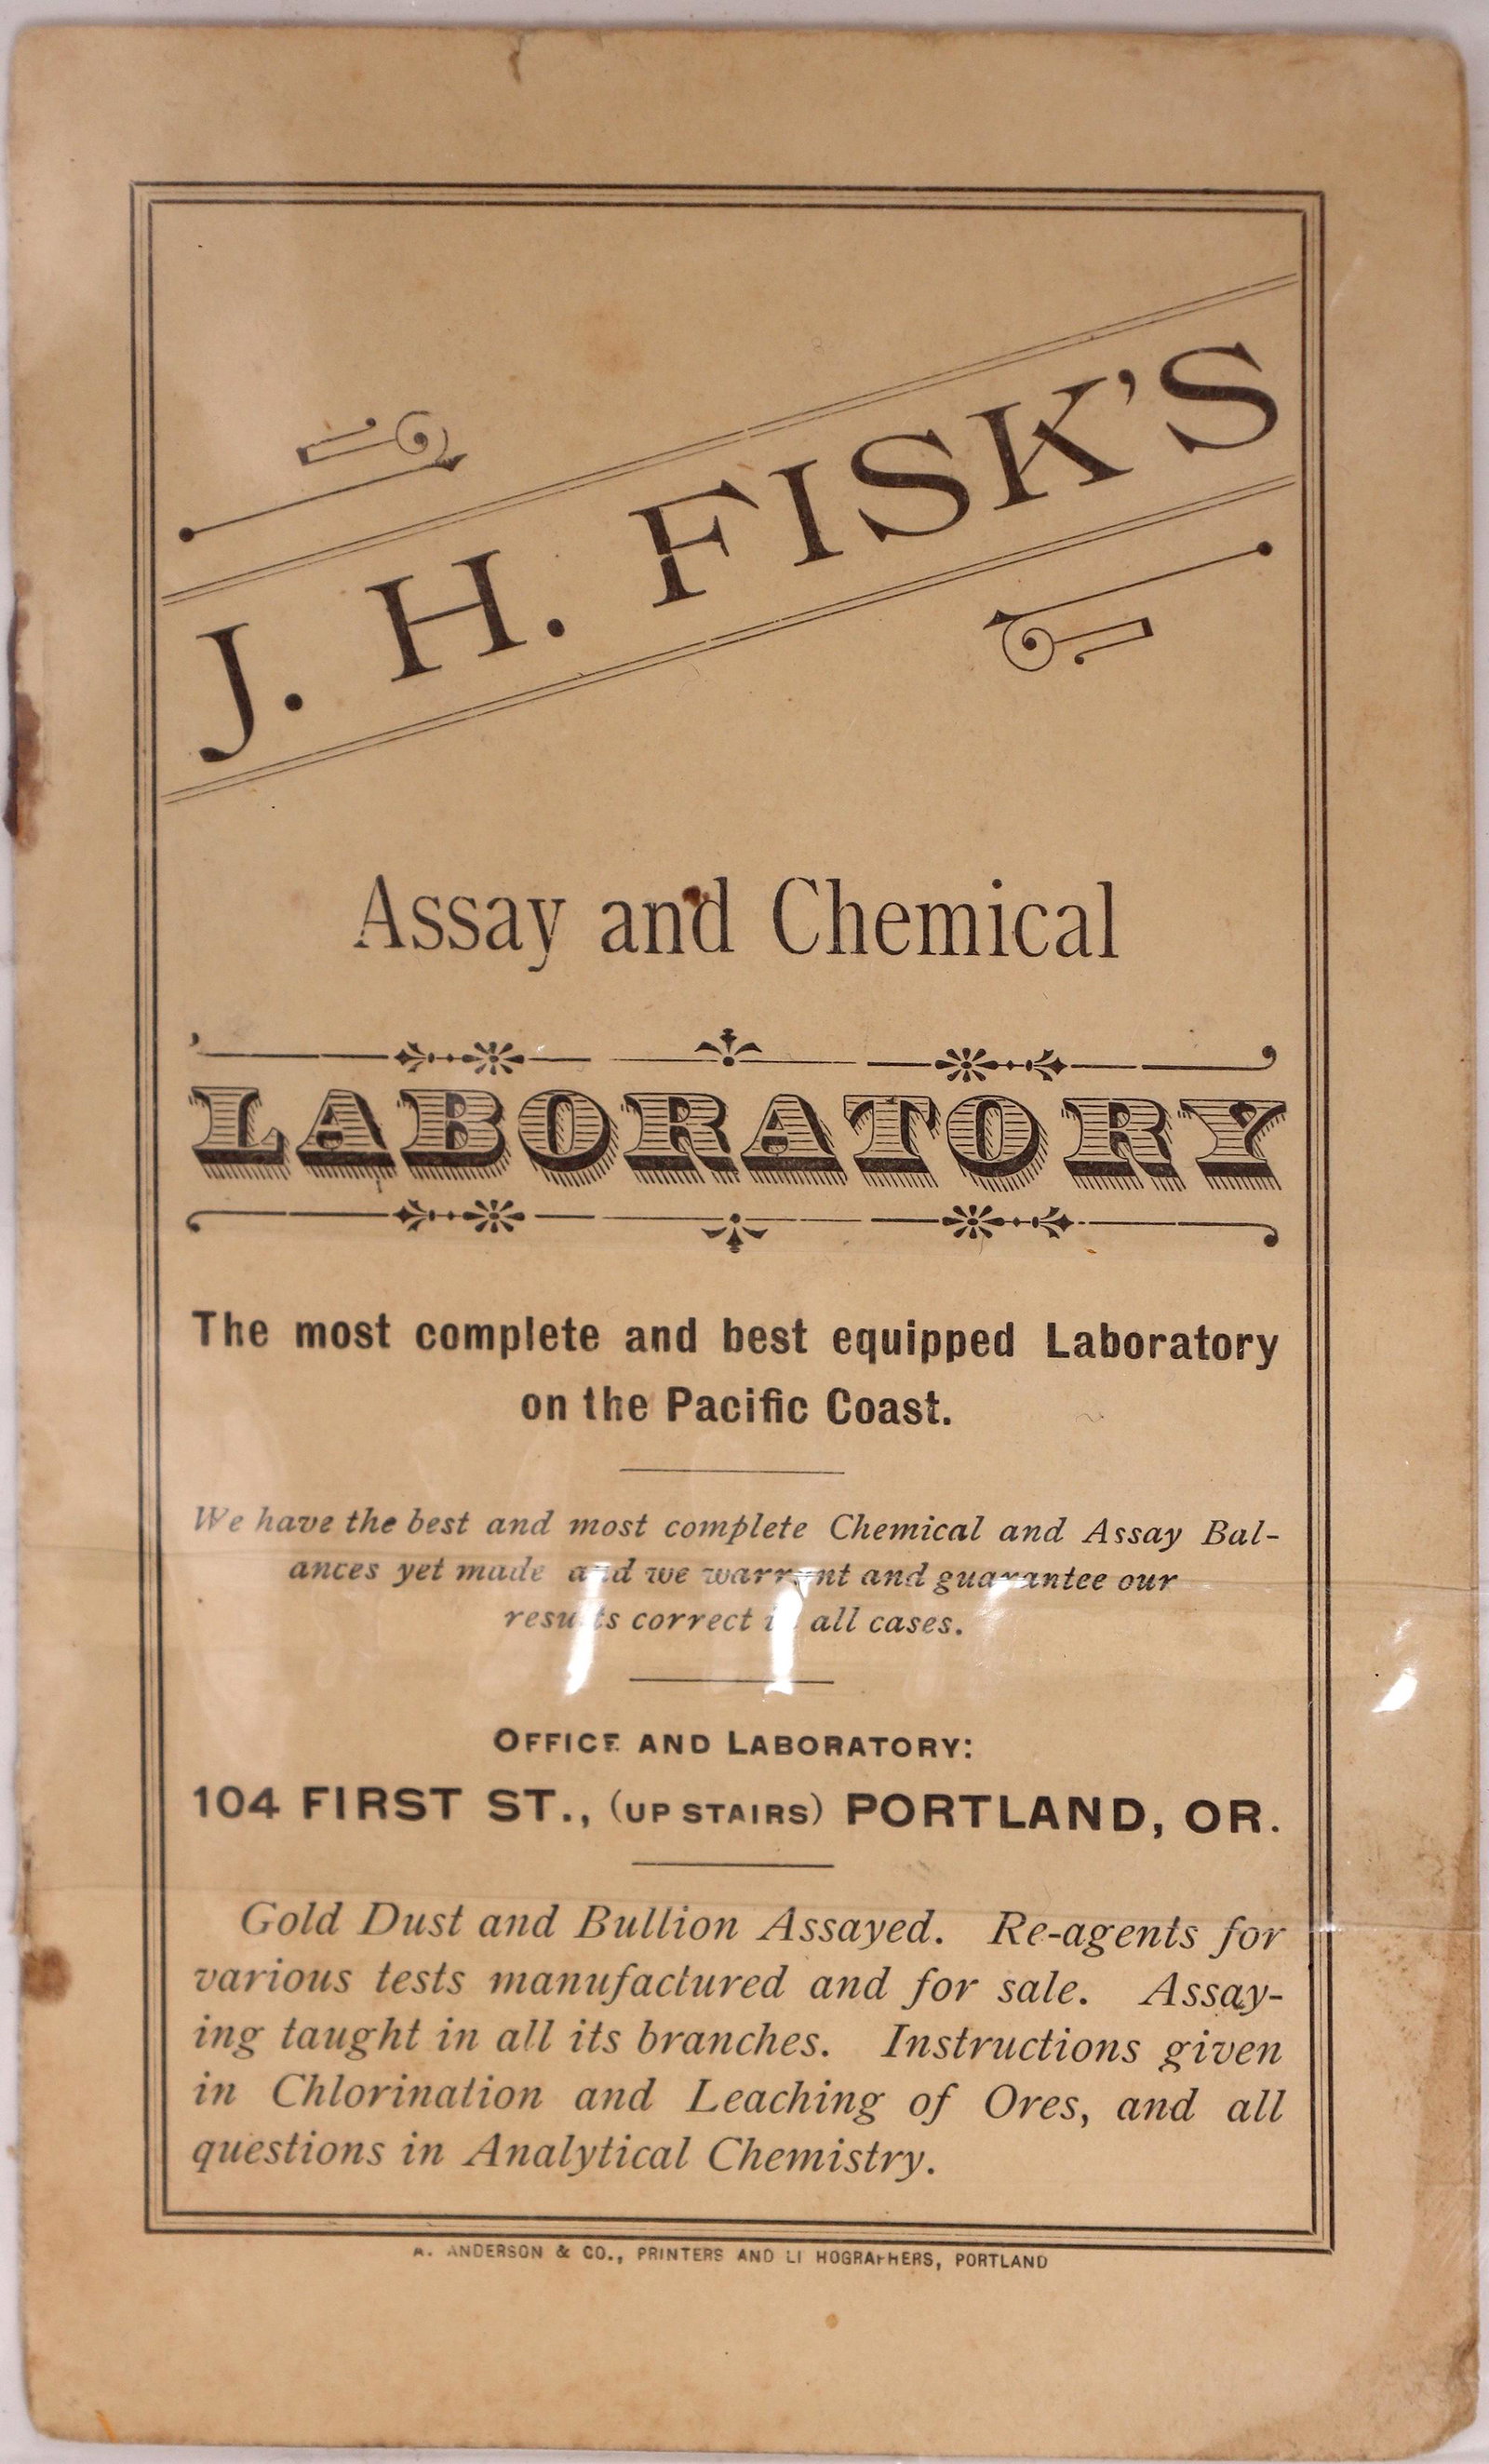 J. H. FISK'S
Assay and Chemical
LABORATORY
The most complete and best equipped Laboratory
on the Pacific Coast.
We have the best and most complete Chemical and Assay Bal-
ances yet made and we warrant and guarantee our
results correct in all cases.
OFFICE AND LABORATORY:
104 FIRST ST., (UP STAIRS) PORTLAND, OR.
Gold Dust and Bullion Assayed. Re-agents for
various tests manufactured and for sale. Assay-
ing taught in all its branches. Instructions given
in Chlorination and Leaching of Ores, and all
questions in Analytical Chemistry.
A. ANDERSON & CO., PRINTERS AND LITHOGRAPHERS, PORTLAND